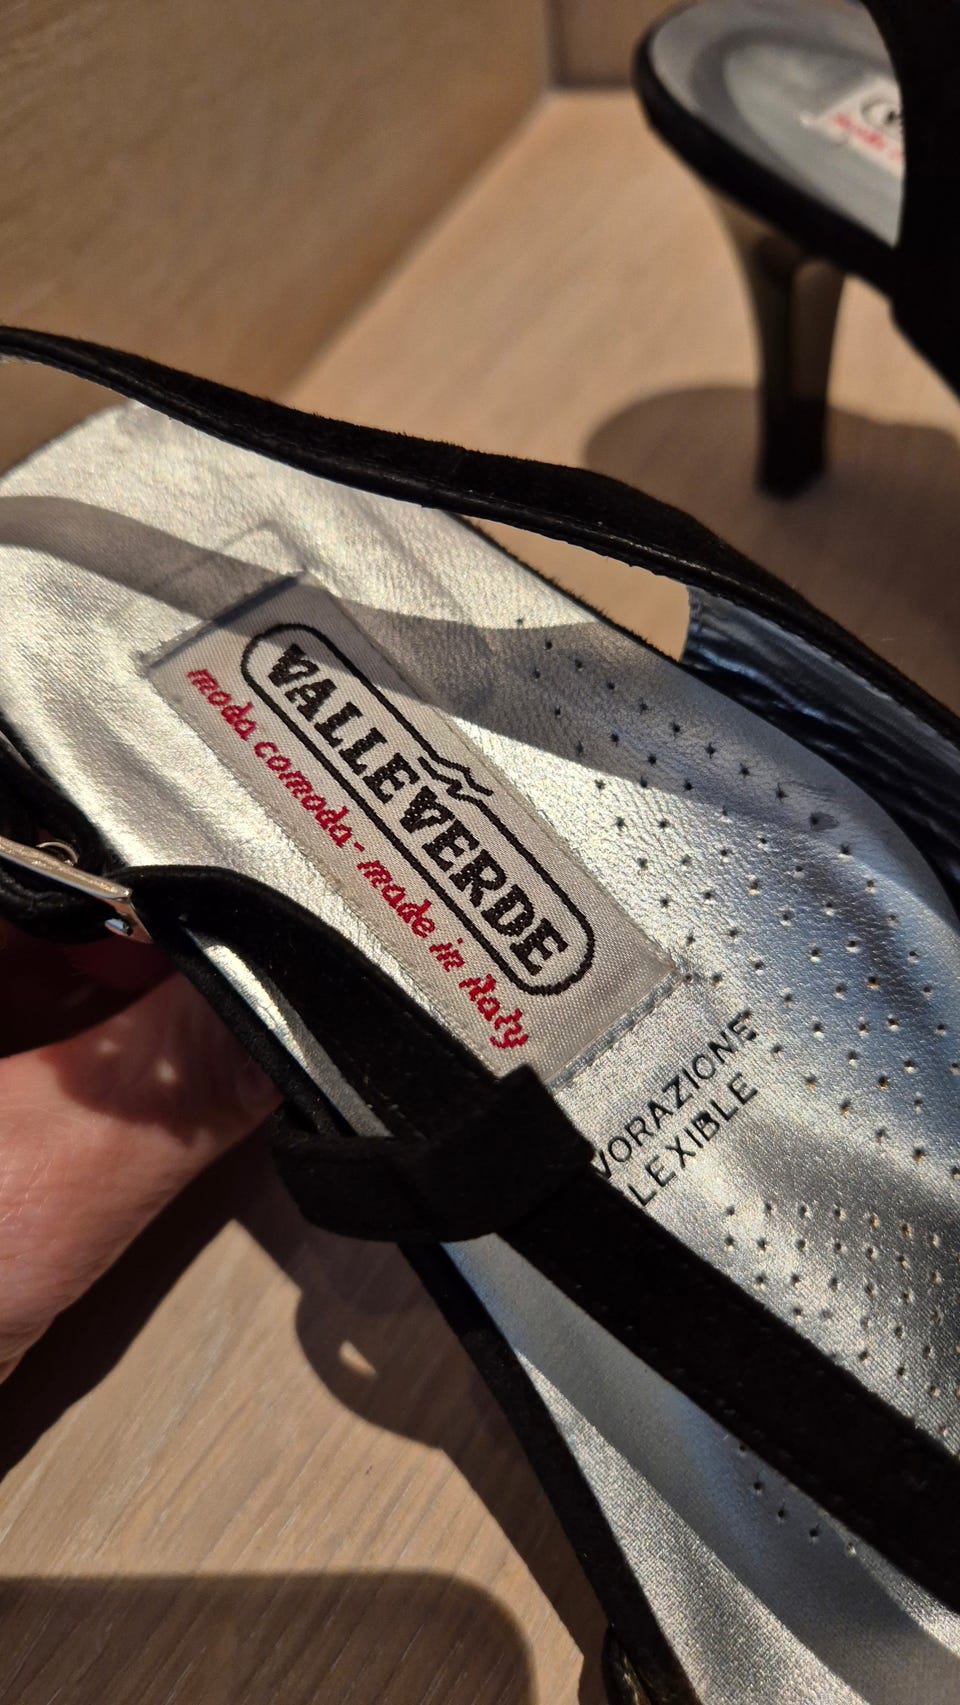 VALLEVERDE
moda comoda - made in italy
VORAZIONE
LEXIBLE